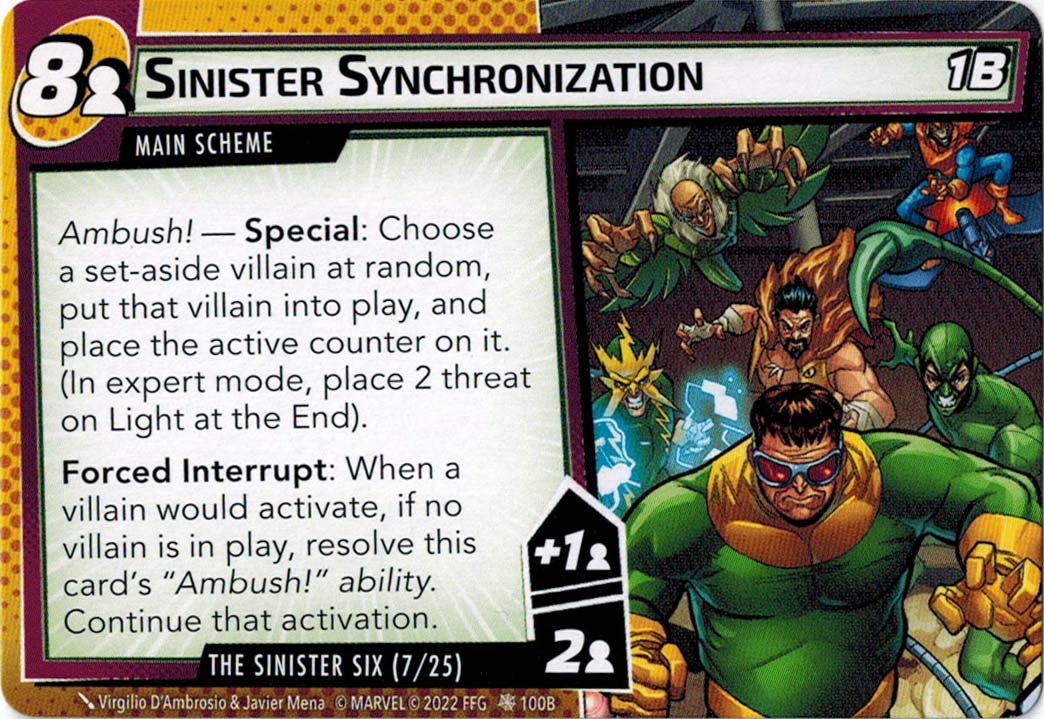 8
SINISTER SYNCHRONIZATION
1B
MAIN SCHEME
Ambush! — Special: Choose
a set-aside villain at random,
put that villain into play, and
place the active counter on it.
(In expert mode, place 2 threat
on Light at the End).
Forced Interrupt: When a
villain would activate, if no
villain is in play, resolve this
card's "Ambush!" ability.
Continue that activation.
+1
2
THE SINISTER SIX (7/25)
Virgilio D'Ambrosio & Javier Mena © MARVEL © 2022 FFG 100B